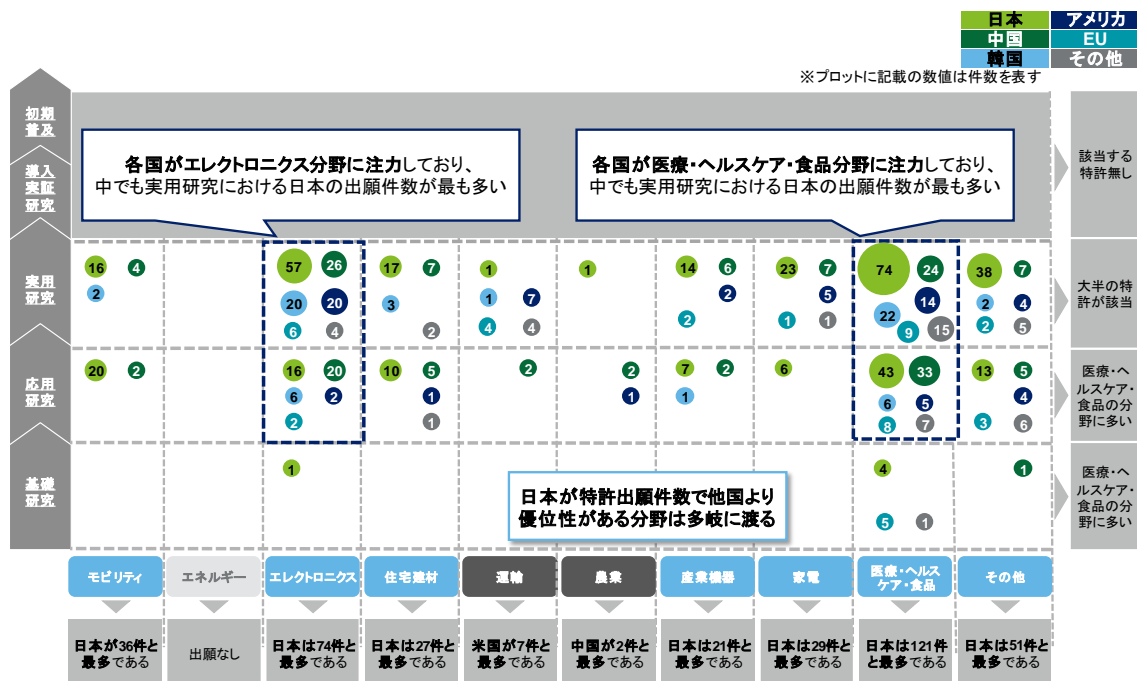 日本 アメリカ
中国 EU
韓国 その他
※プロットに記載の数値は件数を表す
初期
普及
導入
実証
研究
各国がエレクトロニクス分野に注力しており、
中でも実用研究における日本の出願件数が最も多い
各国が医療・ヘルスケア・食品分野に注力しており、
中でも実用研究における日本の出願件数が最も多い
該当する
特許無し
実用
研究
16 4 57 26 17 7 1 1 14 6 23 7 74 24 38 7
2 20 20 3 1 7 2 5 22 14 2 4
6 4 2 4 4 2 1 1 9 15 2 5
大半の特
許が該当
応用
研究
20 2 16 20 10 5 2 2 7 2 6 43 33 13 5
6 2 1 1 1 6 5 4
2 1 8 7 3 6
医療・ヘ
ルスケア・
食品の分
野に多い
基礎
研究
1 4 1
5 1
日本が特許出願件数で他国より
優位性がある分野は多岐に渡る
医療・ヘ
ルスケア・
食品の分
野に多い
モビリティ エネルギー エレクトロニクス 住宅建材 運輸 農業 産業機器 家電 医療・ヘルス
ケア・食品 その他
日本が36件と
最多である
出願なし
日本は74件と
最多である
日本は27件と
最多である
米国が7件と
最多である
中国が2件と
最多である
日本は21件と
最多である
日本は29件と
最多である
日本は121件
と最多である
日本は51件と
最多である